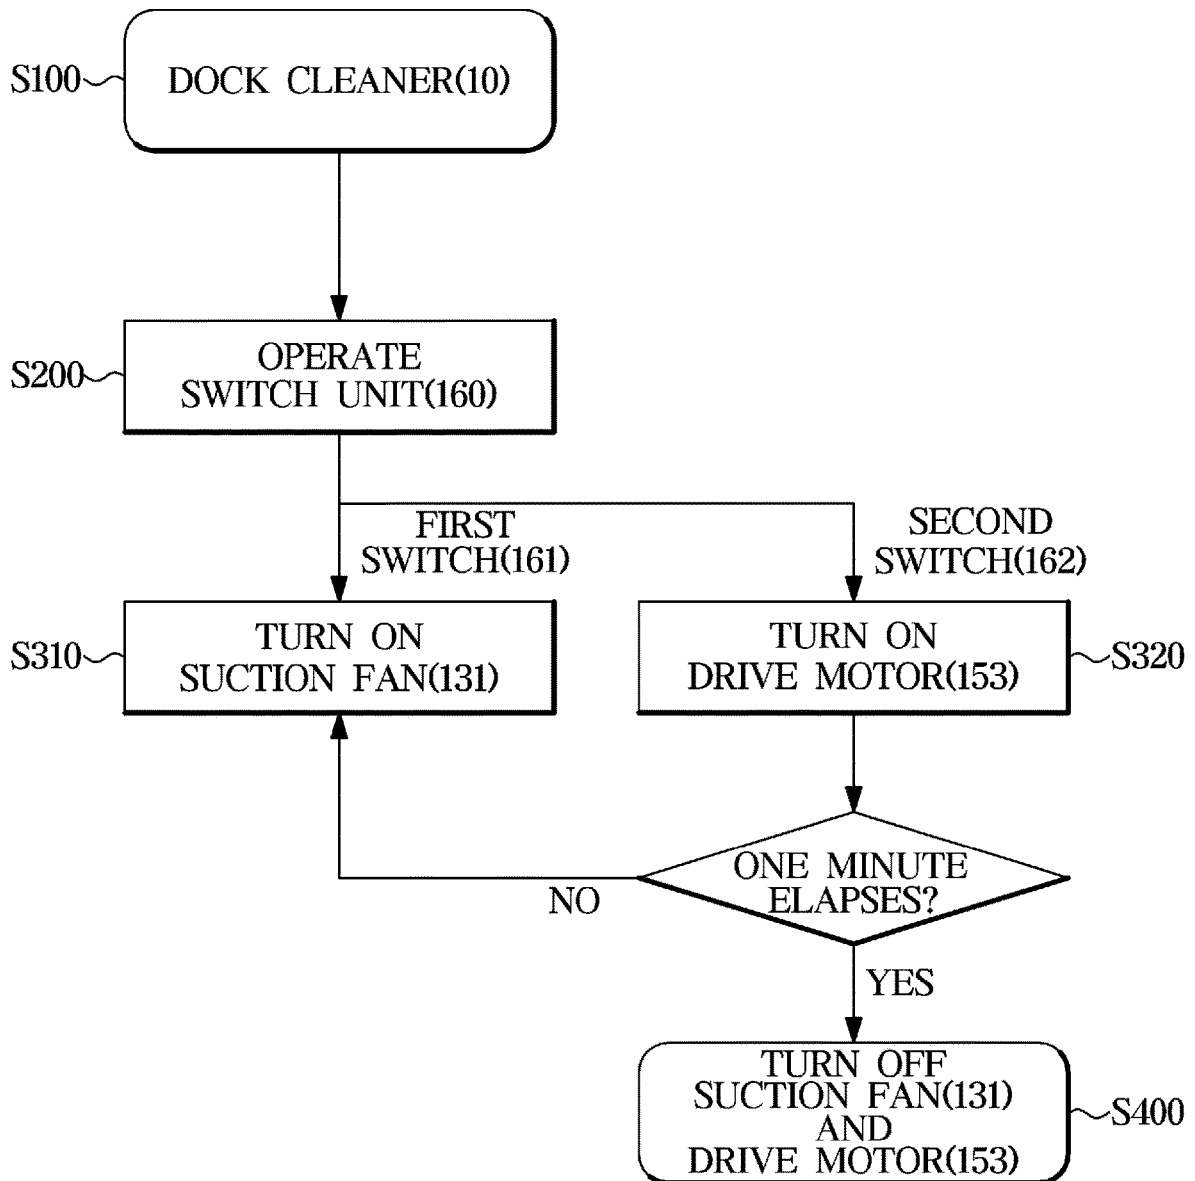 S100
DOCK CLEANER(10)
S200
OPERATE
SWITCH UNIT(160)
FIRST
SWITCH(161)
SECOND
SWITCH(162)
S310
TURN ON
SUCTION FAN(131)
TURN ON
DRIVE MOTOR(153)
S320
ONE MINUTE
ELAPSES?
NO
YES
TURN OFF
SUCTION FAN(131)
AND
DRIVE MOTOR(153)
S400